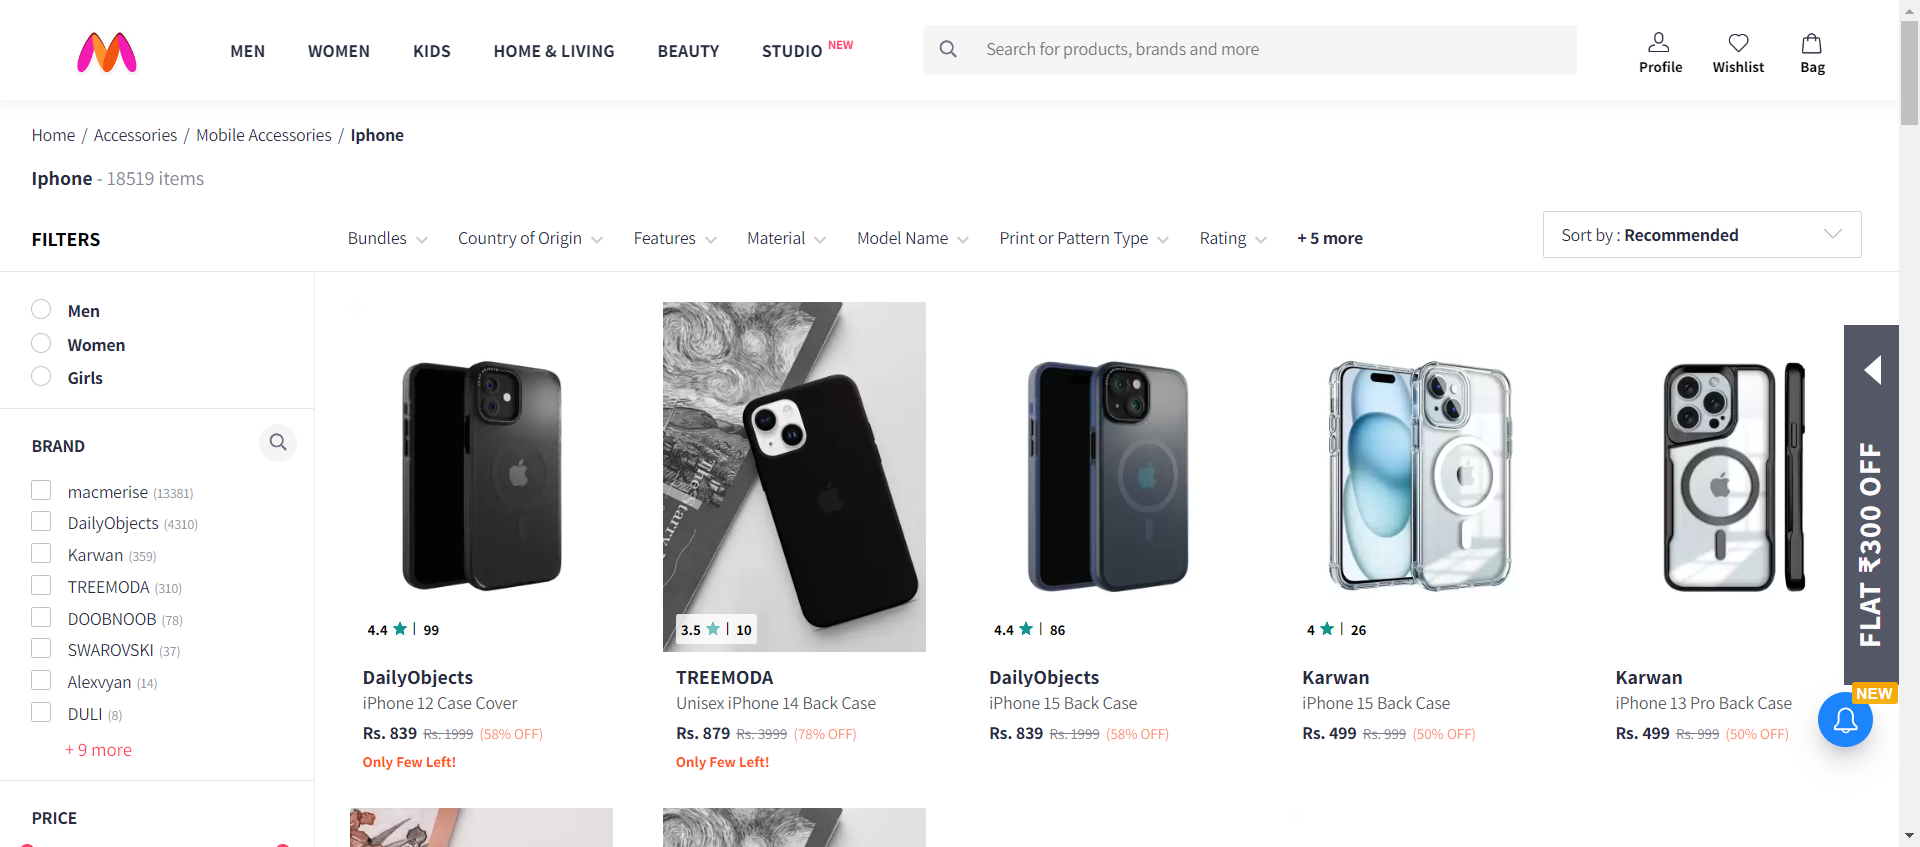 MEN WOMEN KIDS HOME & LIVING BEAUTY STUDIO NEW
Search for products, brands and more
Profile Wishlist Bag
Home / Accessories / Mobile Accessories / Iphone
Iphone - 18519 items
FILTERS
Bundles Country of Origin Features Material Model Name Print or Pattern Type Rating + 5 more
Sort by : Recommended
Men
Women
Girls
BRAND
macmerise (13381)
DailyObjects (4310)
Karwan (359)
TREEMODA (310)
DOOBNOOB (78)
SWAROVSKI (37)
Alexvyan (14)
DULI (8)
+ 9 more
PRICE
4.4 | 99
DailyObjects
iPhone 12 Case Cover
Rs. 839 Rs. 1999 (58% OFF)
Only Few Left!
The Starry
3.5 | 10
TREEMODA
Unisex iPhone 14 Back Case
Rs. 879 Rs. 3999 (78% OFF)
Only Few Left!
4.4 | 86
DailyObjects
iPhone 15 Back Case
Rs. 839 Rs. 1999 (58% OFF)
4 | 26
Karwan
iPhone 15 Back Case
Rs. 499 Rs. 999 (50% OFF)
Karwan
iPhone 13 Pro Back Case
Rs. 499 Rs. 999 (50% OFF)
FLAT ₹300 OFF
NEW